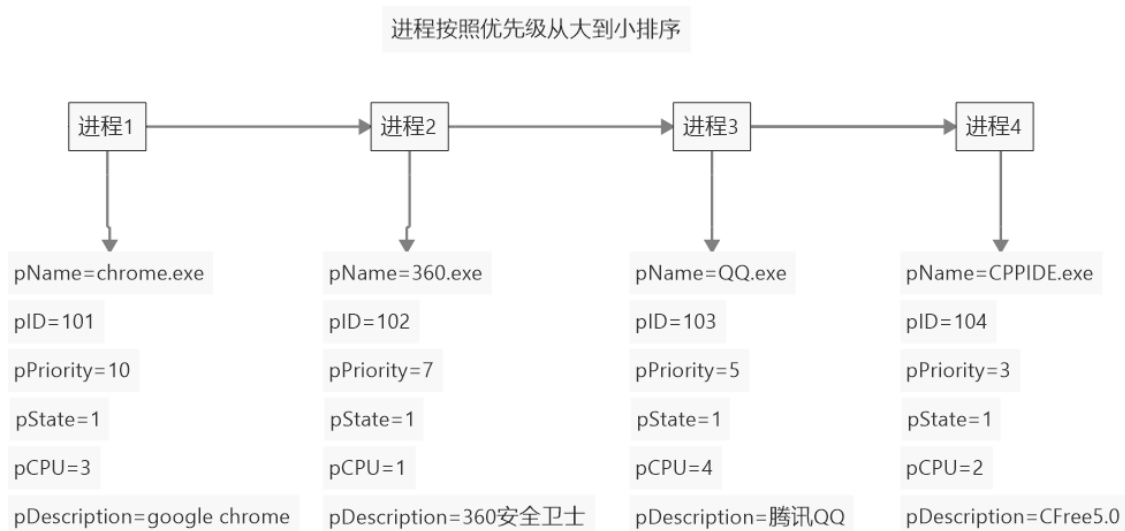 进程按照优先级从大到小排序
进程1
进程2
进程3
进程4
pName=chrome.exe
pID=101
pPriority=10
pState=1
pCPU=3
pDescription=google chrome
pName=360.exe
pID=102
pPriority=7
pState=1
pCPU=1
pDescription=360安全卫士
pName=QQ.exe
pID=103
pPriority=5
pState=1
pCPU=4
pDescription=腾讯QQ
pName=CPPIDE.exe
pID=104
pPriority=3
pState=1
pCPU=2
pDescription=CFree5.0